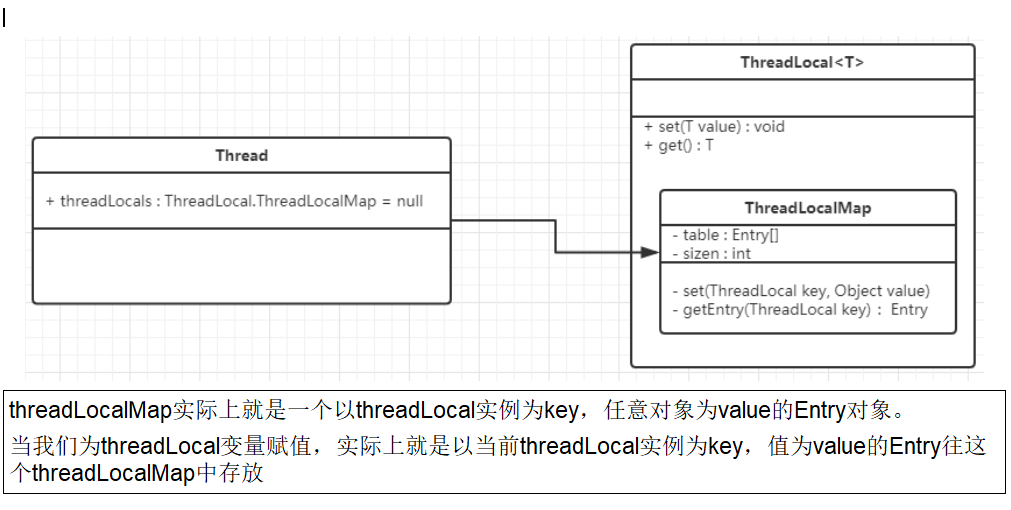 ThreadLocal<T>
+ set(T value) : void
+ get() : T
Thread
+ threadLocals : ThreadLocal.ThreadLocalMap = null
ThreadLocalMap
- table : Entry[]
- sizen : int
- set(ThreadLocal key, Object value)
- getEntry(ThreadLocal key) : Entry
threadLocalMap实际上就是一个以threadLocal实例为key，任意对象为value的Entry对象。
当我们为threadLocal变量赋值，实际上就是以当前threadLocal实例为key，值为value的Entry往这
个threadLocalMap中存放